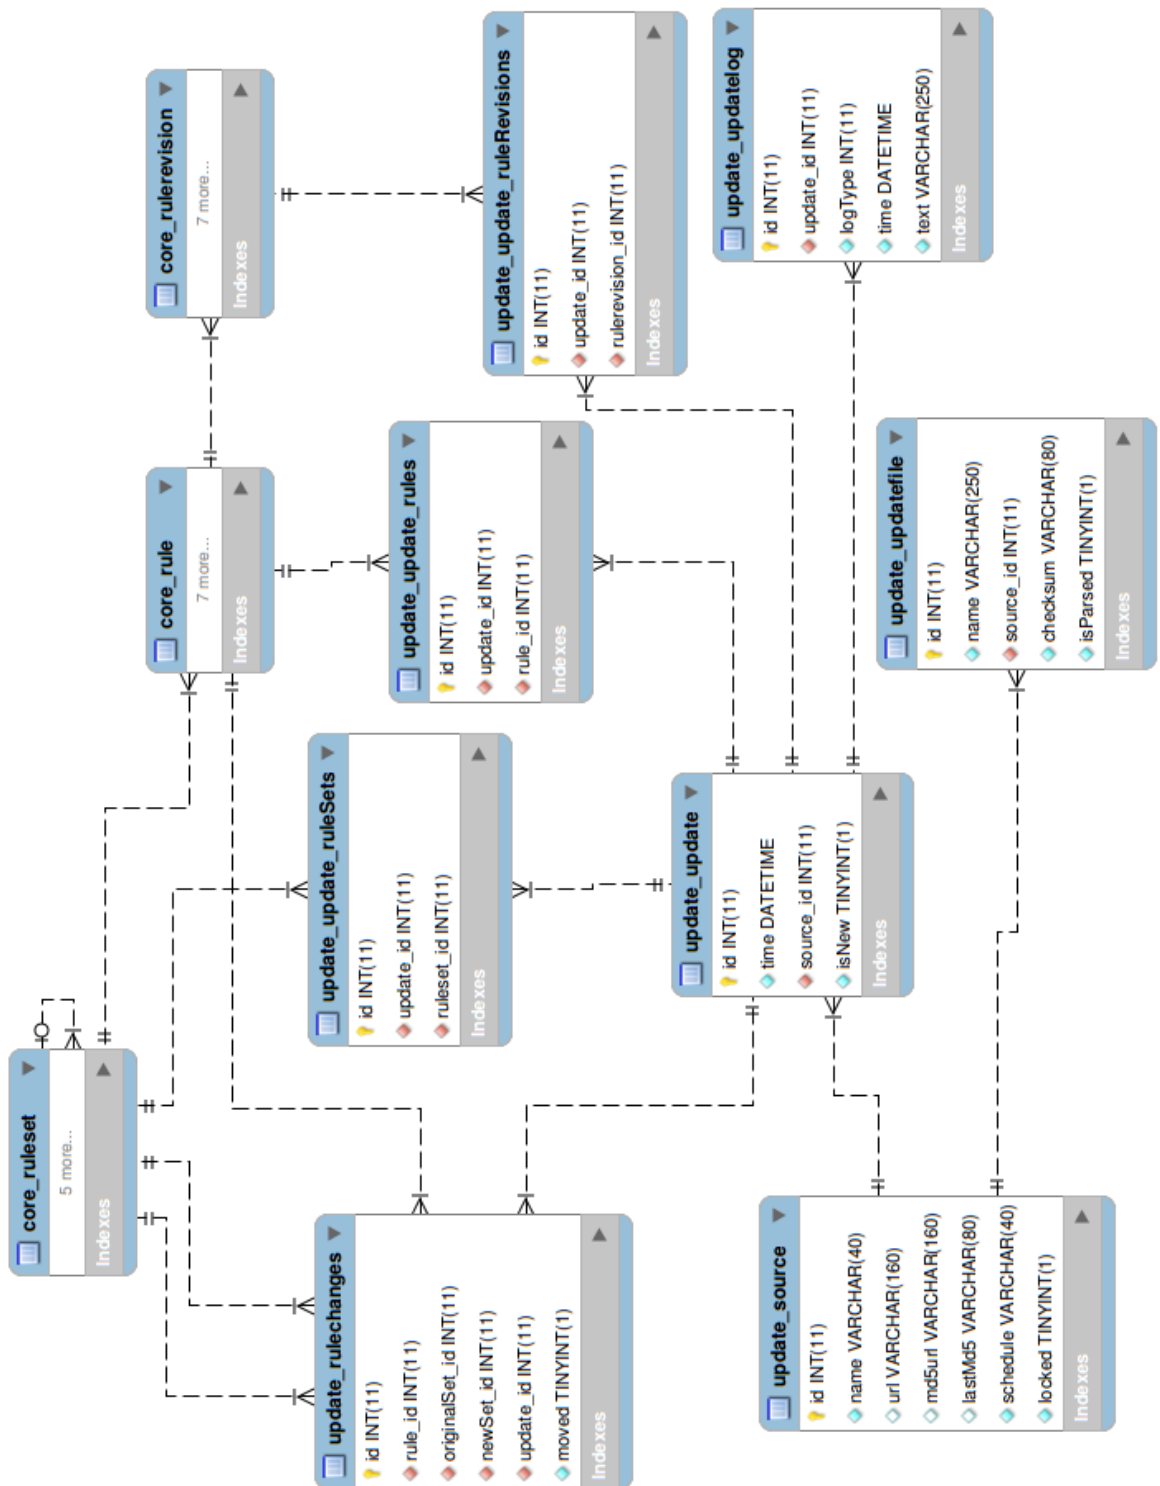 core_ruleset
5 more...
Indexes
core_rule
7 more...
Indexes
core_rulerevision
7 more...
Indexes
update_rulechanges
id INT(11)
rule_id INT(11)
originalSet_id INT(11)
newSet_id INT(11)
update_id INT(11)
moved TINYINT(1)
Indexes
update_update_ruleSets
id INT(11)
update_id INT(11)
ruleset_id INT(11)
Indexes
update_update_rules
id INT(11)
update_id INT(11)
rule_id INT(11)
Indexes
update_update_ruleRevisions
id INT(11)
update_id INT(11)
rulerevision_id INT(11)
Indexes
update_source
id INT(11)
name VARCHAR(40)
url VARCHAR(160)
md5url VARCHAR(160)
lastMd5 VARCHAR(80)
schedule VARCHAR(40)
locked TINYINT(1)
Indexes
update_update
id INT(11)
time DATETIME
source_id INT(11)
isNew TINYINT(1)
Indexes
update_updatefile
id INT(11)
name VARCHAR(250)
source_id INT(11)
checksum VARCHAR(80)
isParsed TINYINT(1)
Indexes
update_updatelog
id INT(11)
update_id INT(11)
logType INT(11)
time DATETIME
text VARCHAR(250)
Indexes